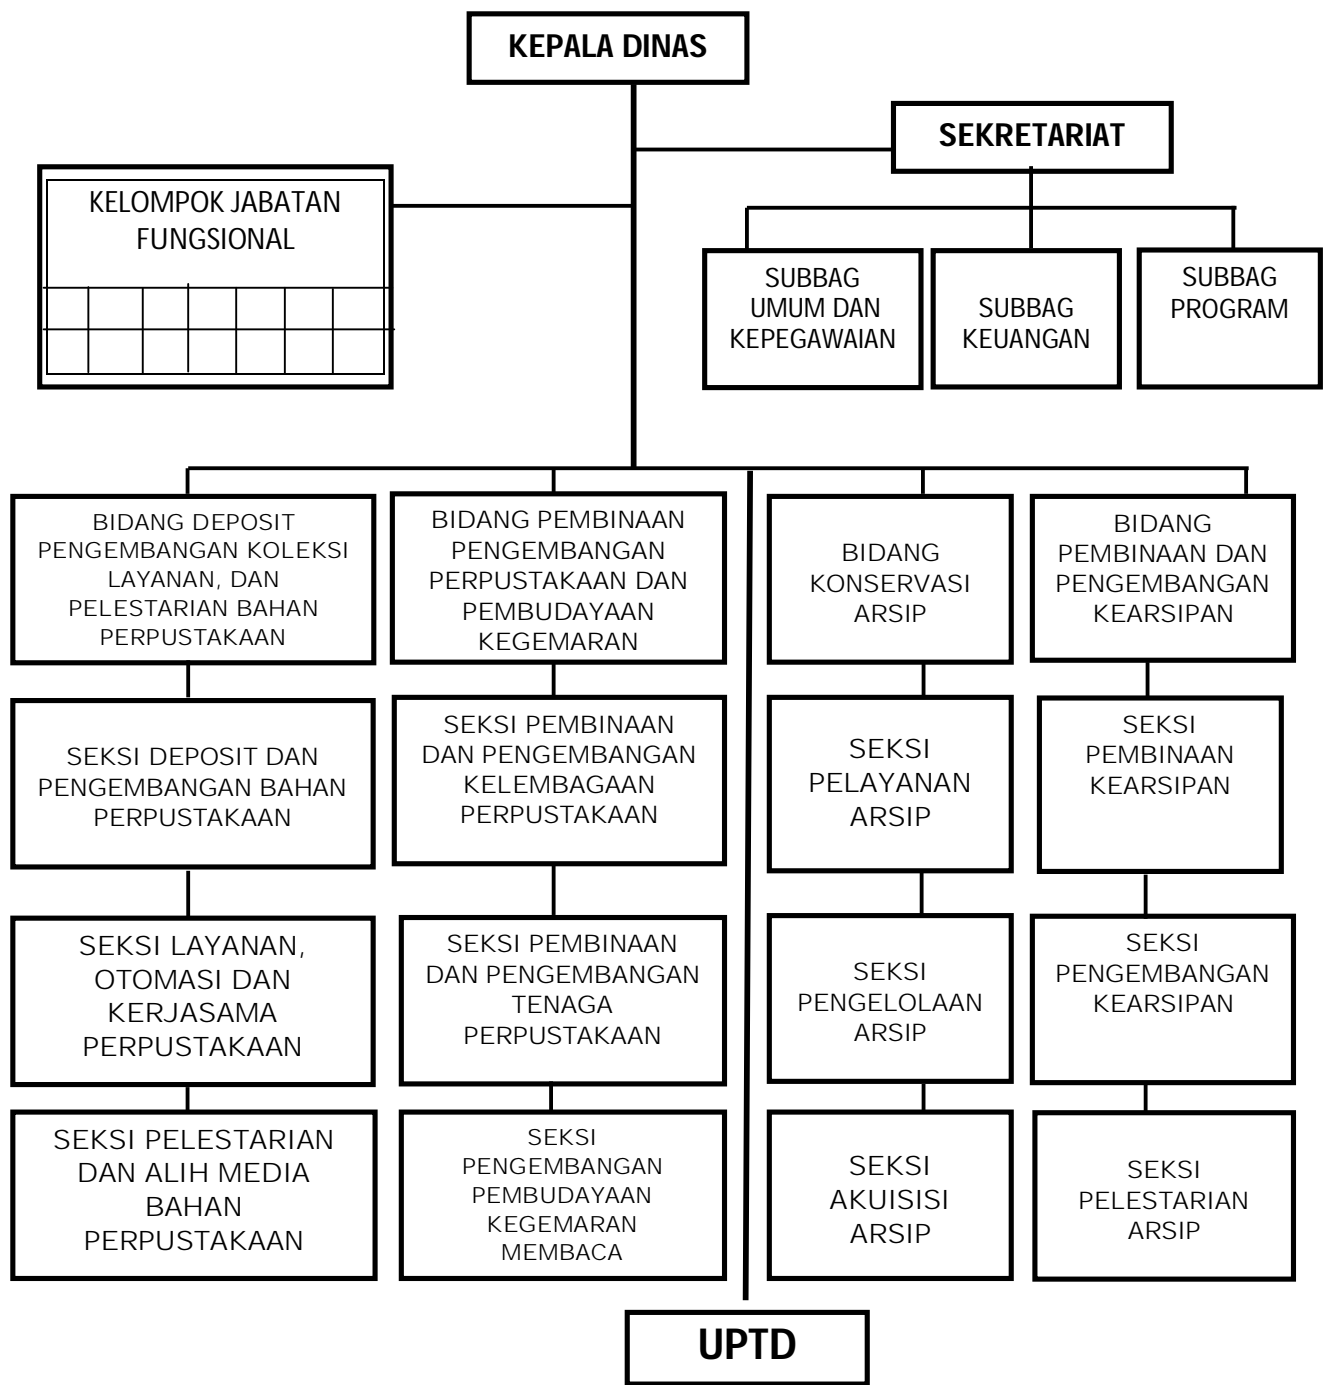 KEPALA DINAS
SEKRETARIAT
KELOMPOK JABATAN
FUNGSIONAL
SUBBAG
UMUM DAN
KEPEGAWAIAN
SUBBAG
KEUANGAN
SUBBAG
PROGRAM
BIDANG DEPOSIT
PENGEMBANGAN KOLEKSI
LAYANAN, DAN
PELESTARIAN BAHAN
PERPUSTAKAAN
BIDANG PEMBINAAN
PENGEMBANGAN
PERPUSTAKAAN DAN
PEMBUDAYAAN
KEGEMARAN
BIDANG
KONSERVASI
ARSIP
BIDANG
PEMBINAAN DAN
PENGEMBANGAN
KEARSIPAN
SEKSI DEPOSIT DAN
PENGEMBANGAN BAHAN
PERPUSTAKAAN
SEKSI PEMBINAAN
DAN PENGEMBANGAN
KELEMBAGAAN
PERPUSTAKAAN
SEKSI
PELAYANAN
ARSIP
SEKSI
PEMBINAAN
KEARSIPAN
SEKSI LAYANAN,
OTOMASI DAN
KERJASAMA
PERPUSTAKAAN
SEKSI PEMBINAAN
DAN PENGEMBANGAN
TENAGA
PERPUSTAKAAN
SEKSI
PENGELOLAAN
ARSIP
SEKSI
PENGEMBANGAN
KEARSIPAN
SEKSI PELESTARIAN
DAN ALIH MEDIA
BAHAN
PERPUSTAKAAN
SEKSI
PENGEMBANGAN
PEMBUDAYAAN
KEGEMARAN
MEMBACA
SEKSI
AKUISISI
ARSIP
SEKSI
PELESTARIAN
ARSIP
UPTD